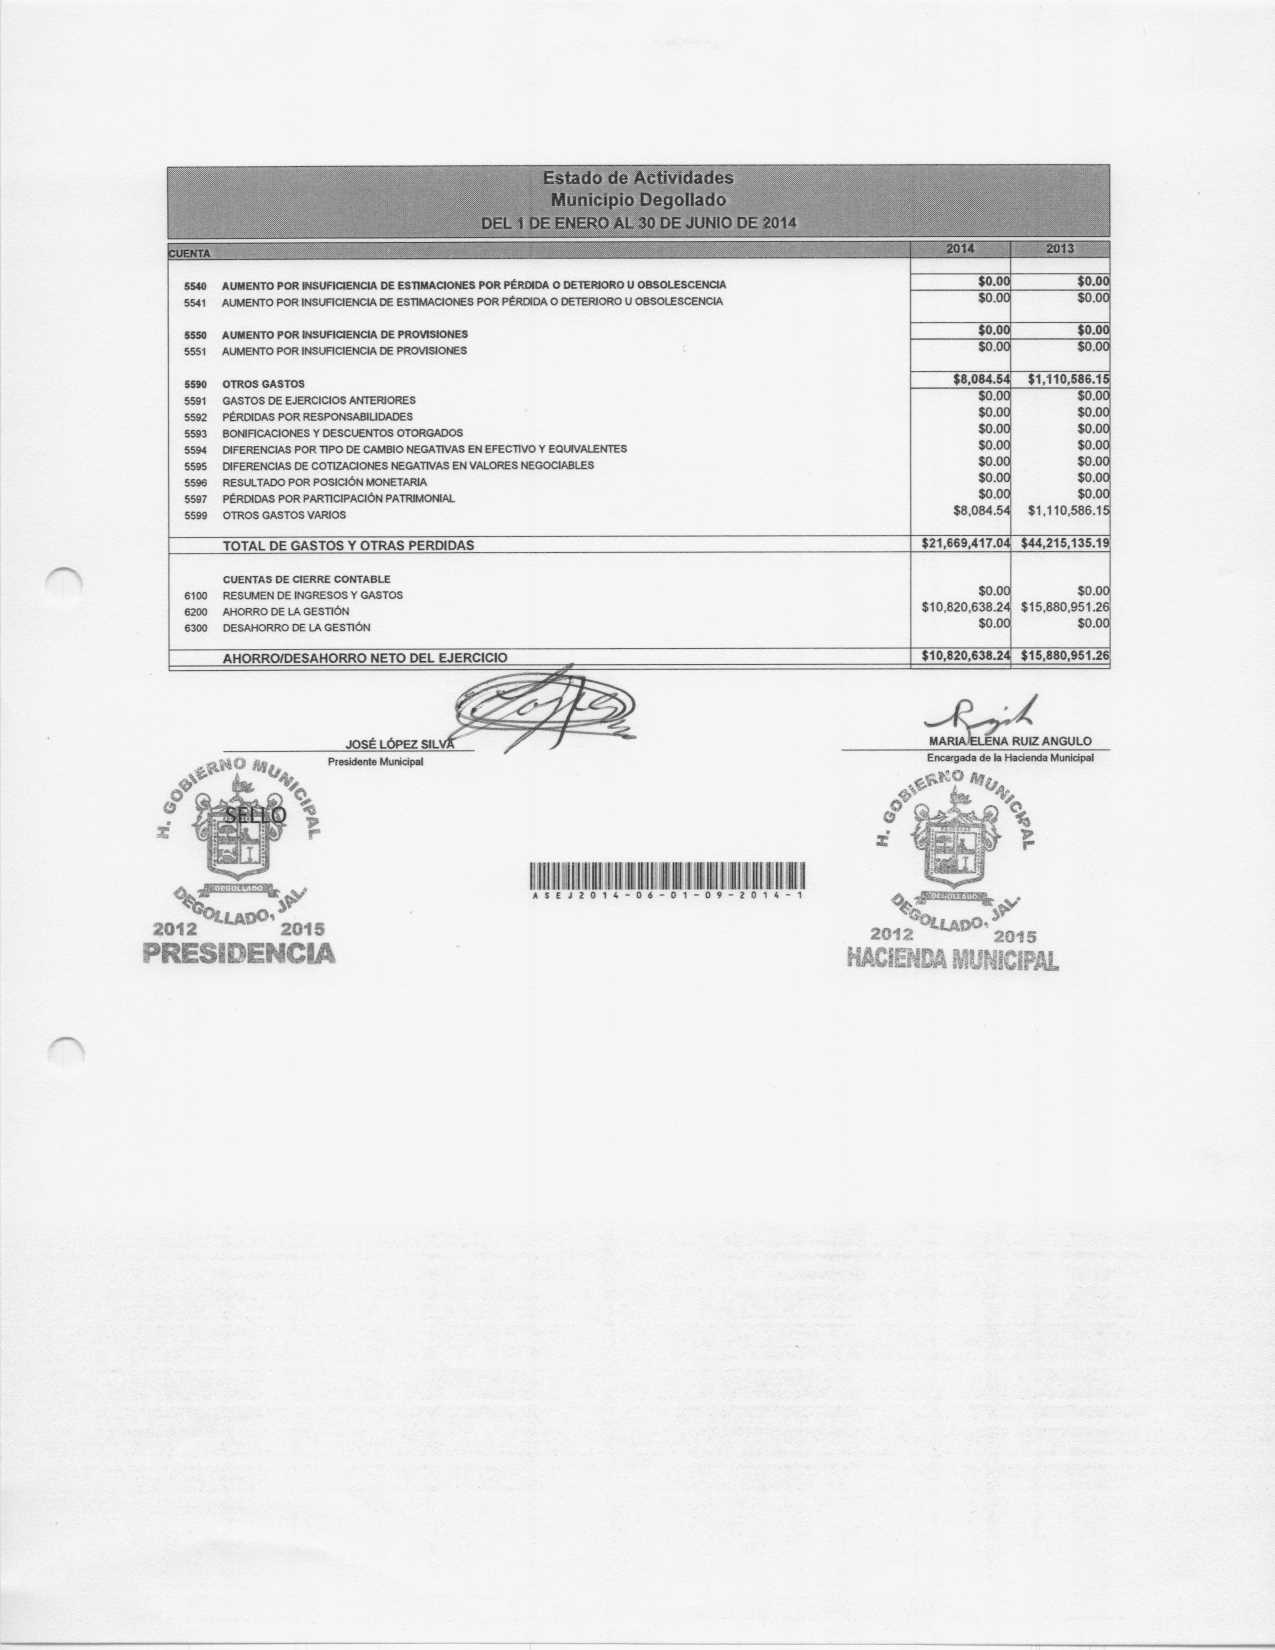 Estado de Actividades
Municipio Degollado
DEL 1 DE ENERO AL 30 DE JUNIO DE 2014
CUENTA 2014 2013
5540 AUMENTO POR INSUFICIENCIA DE ESTIMACIONES POR PÉRDIDA O DETERIORO U OBSOLESCENCIA $0.00 $0.00
5541 AUMENTO POR INSUFICIENCIA DE ESTIMACIONES POR PÉRDIDA O DETERIORO U OBSOLESCENCIA $0.00 $0.00
5550 AUMENTO POR INSUFICIENCIA DE PROVISIONES $0.00 $0.00
5551 AUMENTO POR INSUFICIENCIA DE PROVISIONES $0.00 $0.00
5590 OTROS GASTOS $8,084.54 $1,110,586.15
5591 GASTOS DE EJERCICIOS ANTERIORES $0.00 $0.00
5592 PÉRDIDAS POR RESPONSABILIDADES $0.00 $0.00
5593 BONIFICACIONES Y DESCUENTOS OTORGADOS $0.00 $0.00
5594 DIFERENCIAS POR TIPO DE CAMBIO NEGATIVAS EN EFECTIVO Y EQUIVALENTES $0.00 $0.00
5595 DIFERENCIAS DE COTIZACIONES NEGATIVAS EN VALORES NEGOCIABLES $0.00 $0.00
5596 RESULTADO POR POSICIÓN MONETARIA $0.00 $0.00
5597 PÉRDIDAS POR PARTICIPACIÓN PATRIMONIAL $0.00 $0.00
5599 OTROS GASTOS VARIOS $8,084.54 $1,110,586.15
TOTAL DE GASTOS Y OTRAS PERDIDAS $21,669,417.04 $44,215,135.19
CUENTAS DE CIERRE CONTABLE
6100 RESUMEN DE INGRESOS Y GASTOS $0.00 $0.00
6200 AHORRO DE LA GESTIÓN $10,820,638.24 $15,880,951.26
6300 DESAHORRO DE LA GESTIÓN $0.00 $0.00
AHORRO/DESAHORRO NETO DEL EJERCICIO $10,820,638.24 $15,880,951.26
JOSÉ LÓPEZ SILVA
Presidente Municipal
MARIA ELENA RUIZ ANGULO
Encargada de la Hacienda Municipal
H. GOBIERNO MUNICIPAL
SELLO
DEGOLLADO
DEGOLLADO, JAL.
2012 2015
PRESIDENCIA
ASEJ2014-06-01-09-2014-1
H. GOBIERNO MUNICIPAL
DEGOLLADO
DEGOLLADO, JAL.
2012 2015
HACIENDA MUNICIPAL